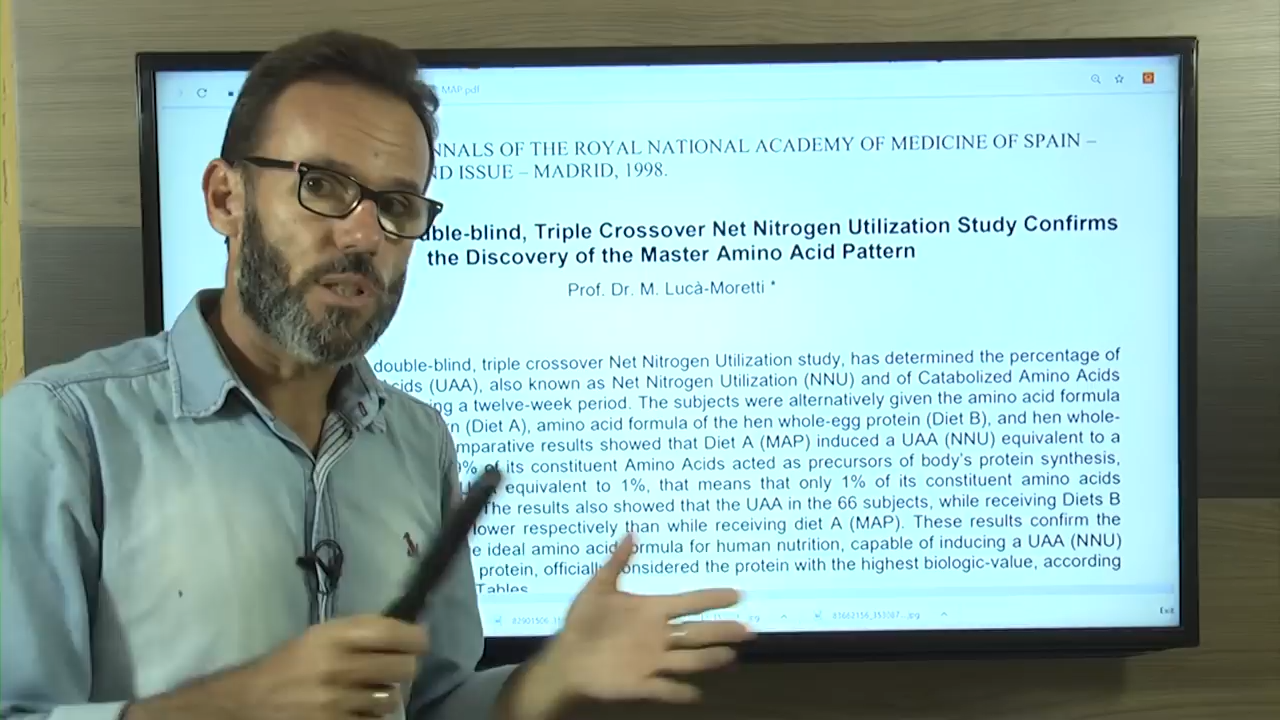 MAP.pdf
NNALS OF THE ROYAL NATIONAL ACADEMY OF MEDICINE OF SPAIN –
ND ISSUE – MADRID, 1998.
uble-blind, Triple Crossover Net Nitrogen Utilization Study Confirms
the Discovery of the Master Amino Acid Pattern
Prof. Dr. M. Lucà-Moretti *
double-blind, triple crossover Net Nitrogen Utilization study, has determined the percentage of
cids (UAA), also known as Net Nitrogen Utilization (NNU) and of Catabolized Amino Acids
ng a twelve-week period. The subjects were alternatively given the amino acid formula
n (Diet A), amino acid formula of the hen whole-egg protein (Diet B), and hen whole-
mparative results showed that Diet A (MAP) induced a UAA (NNU) equivalent to a
9% of its constituent Amino Acids acted as precursors of body's protein synthesis,
equivalent to 1%, that means that only 1% of its constituent amino acids
The results also showed that the UAA in the 66 subjects, while receiving Diets B
lower respectively than while receiving diet A (MAP). These results confirm the
e ideal amino acid formula for human nutrition, capable of inducing a UAA (NNU)
protein, officially considered the protein with the highest biologic-value, according
Tables
Exit